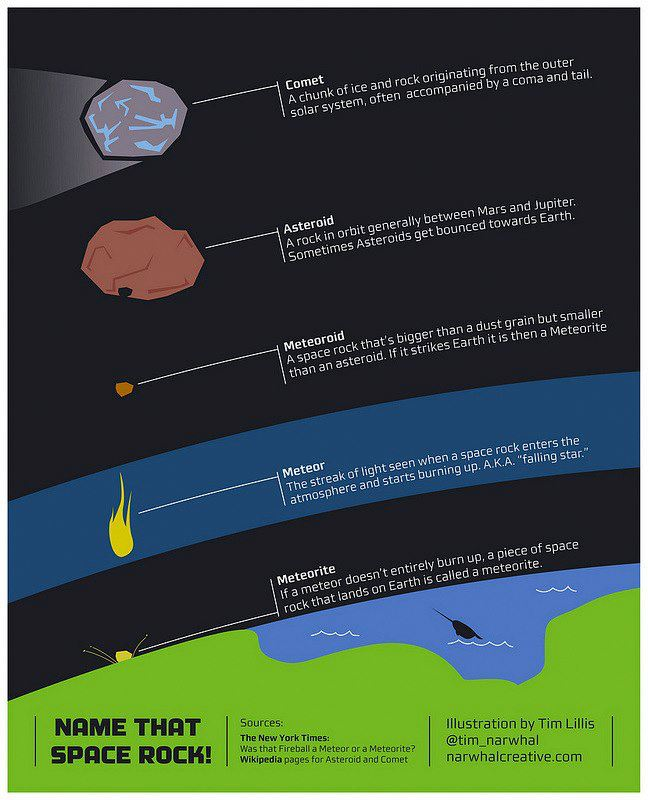 Comet
A chunk of ice and rock originating from the outer
solar system, often accompanied by a coma and tail.
Asteroid
A rock in orbit generally between Mars and Jupiter.
Sometimes Asteroids get bounced towards Earth.
Meteoroid
A space rock that's bigger than a dust grain but smaller
than an asteroid. If it strikes Earth it is then a Meteorite
Meteor
The streak of light seen when a space rock enters the
atmosphere and starts burning up. A.K.A. “falling star.”
Meteorite
If a meteor doesn't entirely burn up, a piece of space
rock that lands on Earth is called a meteorite.
NAME THAT
SPACE ROCK!
Sources:
The New York Times:
Was that Fireball a Meteor or a Meteorite?
Wikipedia pages for Asteroid and Comet
Illustration by Tim Lillis
@tim_narwhal
narwhalcreative.com